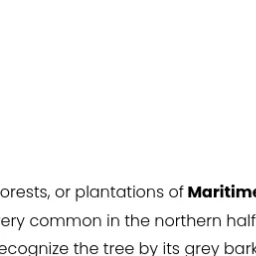 orests, or plantations of Maritime
ery common in the northern half
ecognize the tree by its grey bark